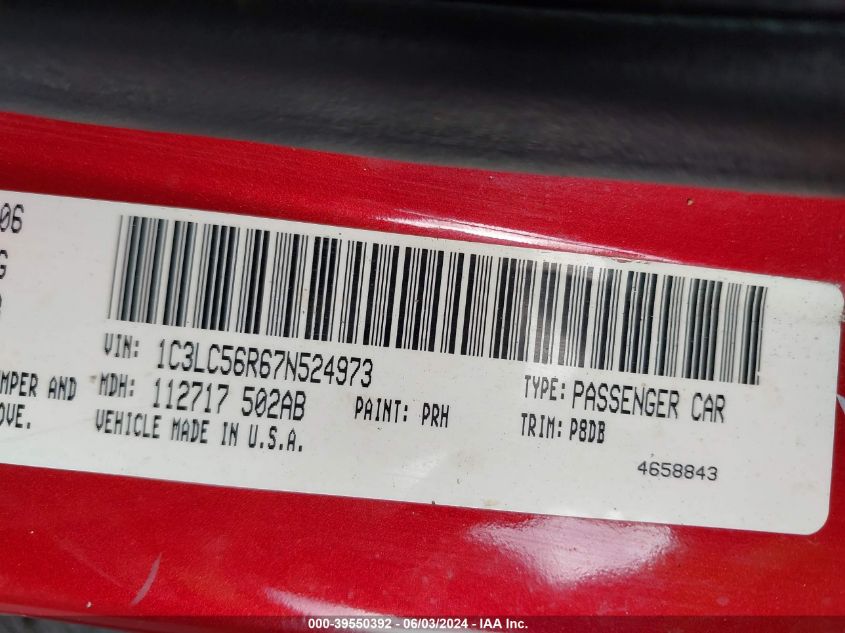 06
G
VIN: 1C3LC56R67N524973
TYPE: PASSENGER CAR
MPER AND
MDH: 112717 502AB
PAINT: PRH
TRIM: P8DB
OVE.
VEHICLE MADE IN U.S.A.
4658843
000-39550392 - 06/03/2024 - IAA Inc.